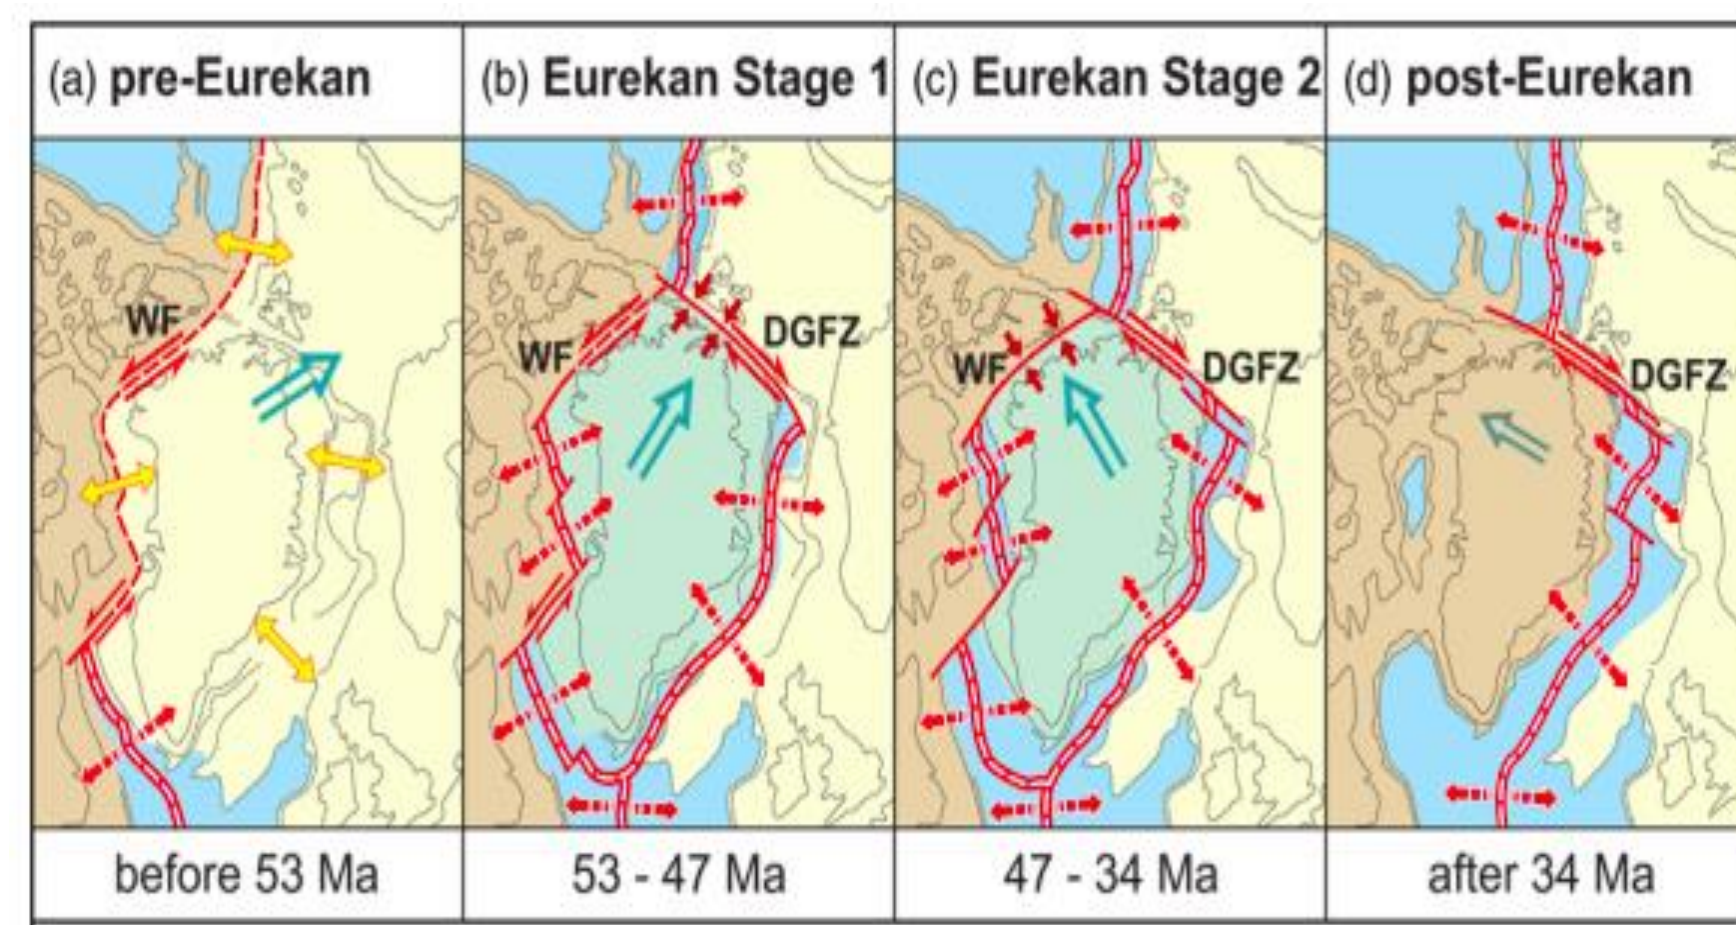 (a) pre-Eurekan
(b) Eurekan Stage 1
(c) Eurekan Stage 2
(d) post-Eurekan
WF
WF
DGFZ
WF
DGFZ
DGFZ
before 53 Ma
53 - 47 Ma
47 - 34 Ma
after 34 Ma